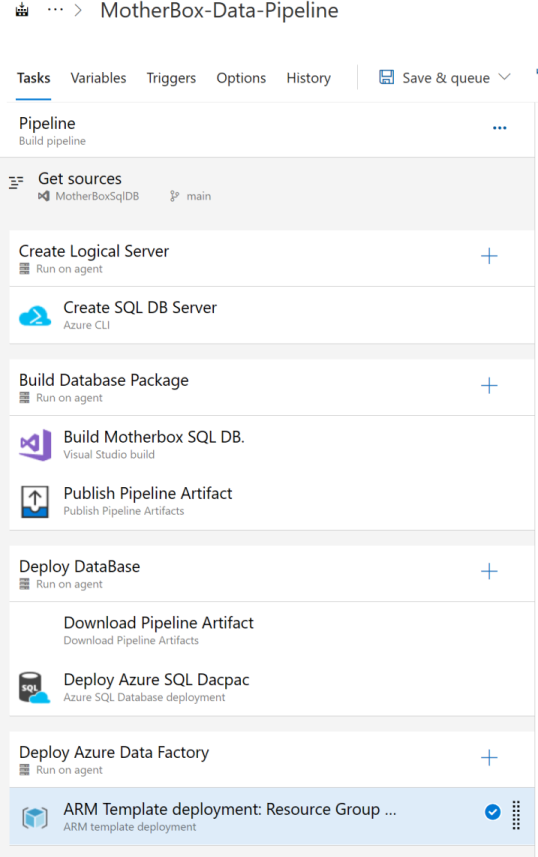 ... > MotherBox-Data-Pipeline
Tasks Variables Triggers Options History Save & queue
Pipeline
...
Build pipeline
Get sources
MotherBoxSqlDB main
Create Logical Server
Run on agent
Create SQL DB Server
Azure CLI
Build Database Package
Run on agent
Build Motherbox SQL DB.
Visual Studio build
Publish Pipeline Artifact
Publish Pipeline Artifacts
Deploy DataBase
Run on agent
Download Pipeline Artifact
Download Pipeline Artifacts
SQL
Deploy Azure SQL Dacpac
Azure SQL Database deployment
Deploy Azure Data Factory
Run on agent
ARM Template deployment: Resource Group ...
ARM template deployment